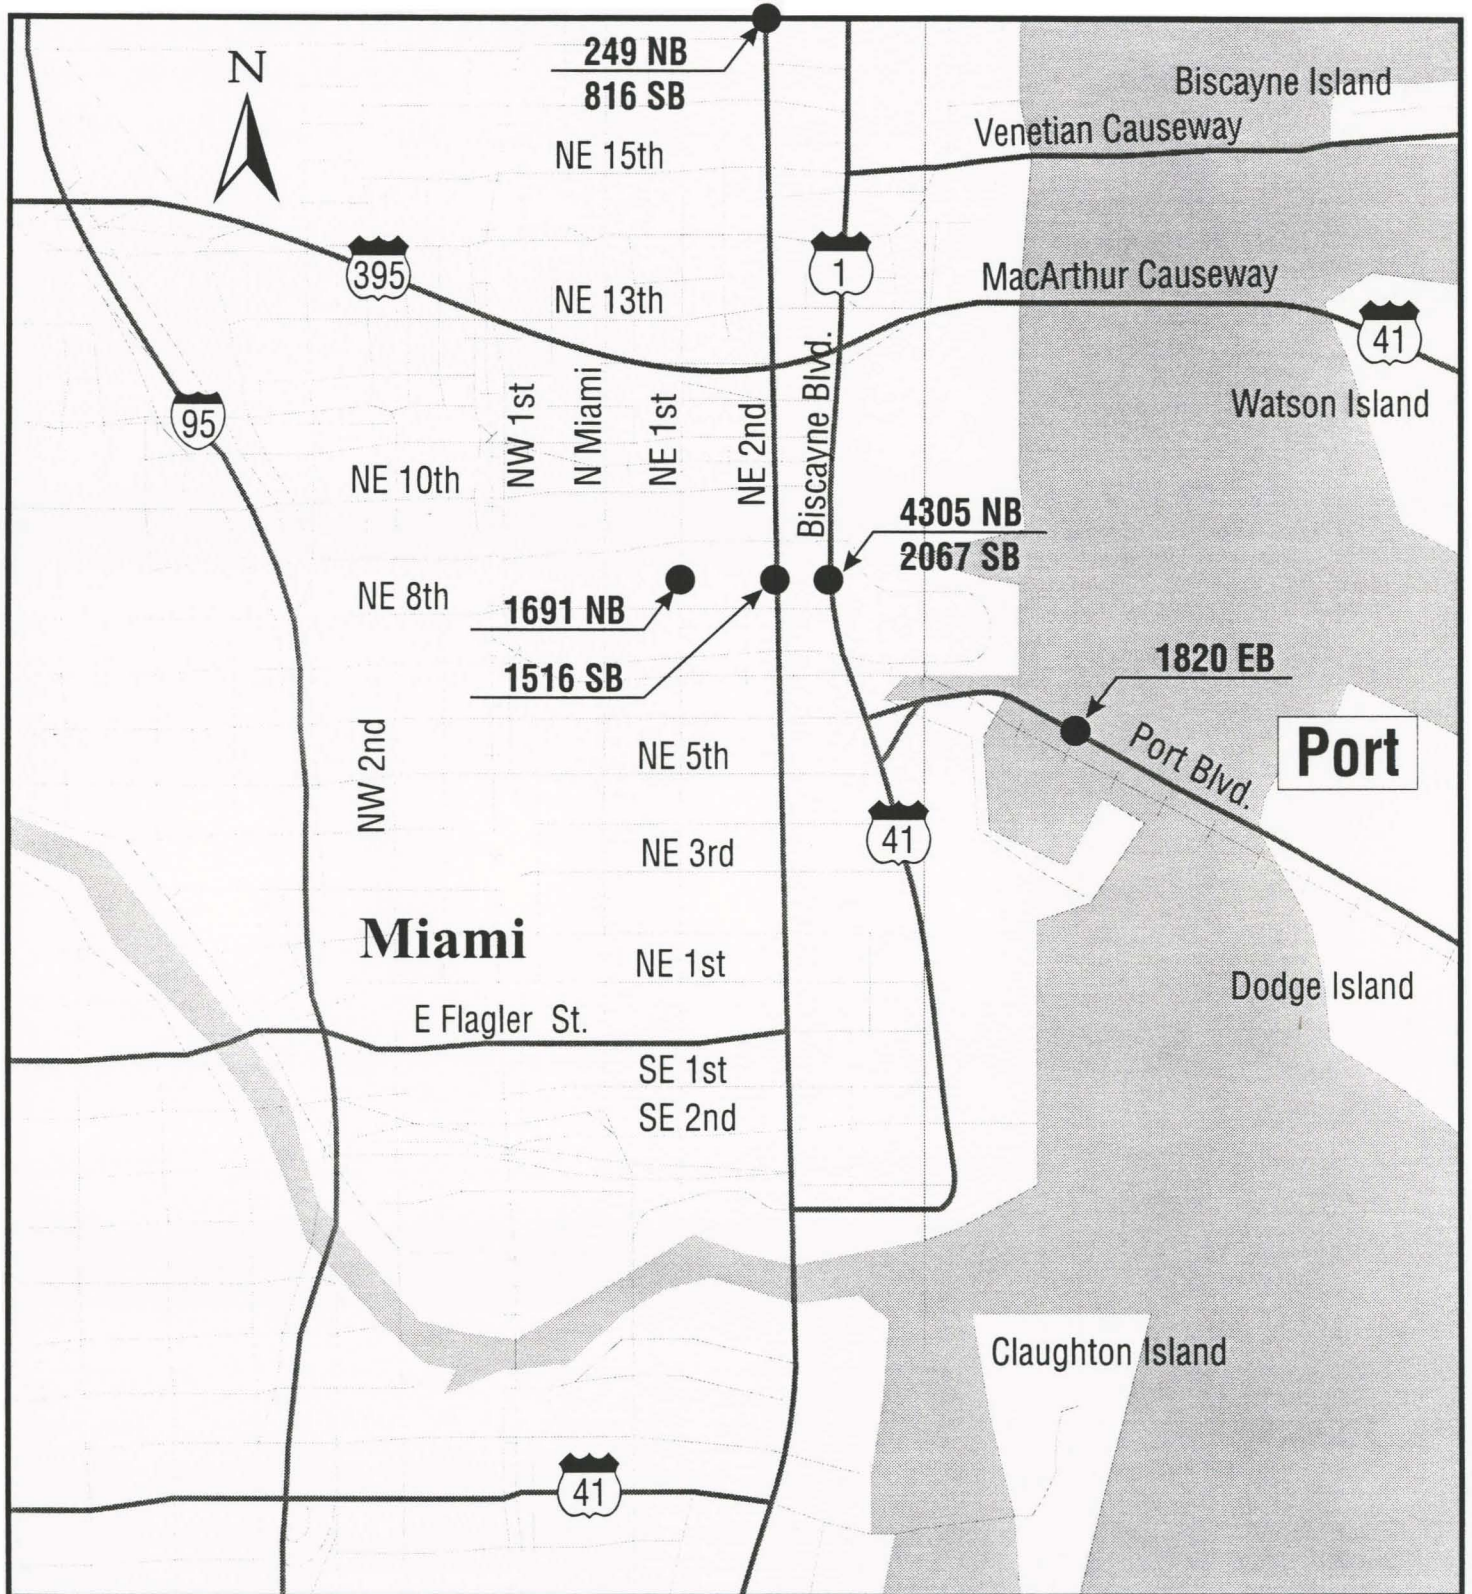 249 NB
816 SB
N
Biscayne Island
Venetian Causeway
NE 15th
395
1
MacArthur Causeway
NE 13th
41
95
Biscayne Blvd.
NW 1st
N Miami
NE 1st
NE 2nd
Watson Island
NE 10th
4305 NB
2067 SB
NE 8th
1691 NB
1516 SB
1820 EB
NW 2nd
NE 5th
Port Blvd.
Port
41
NE 3rd
Miami
NE 1st
Dodge Island
E Flagler St.
SE 1st
SE 2nd
Claughton Island
41